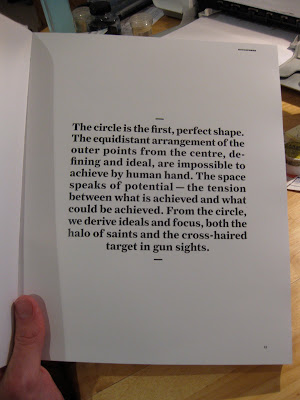 The circle is the first, perfect shape.
The equidistant arrangement of the
outer points from the centre, de-
fining and ideal, are impossible to
achieve by human hand. The space
speaks of potential — the tension
between what is achieved and what
could be achieved. From the circle,
we derive ideals and focus, both the
halo of saints and the cross-haired
target in gun sights.